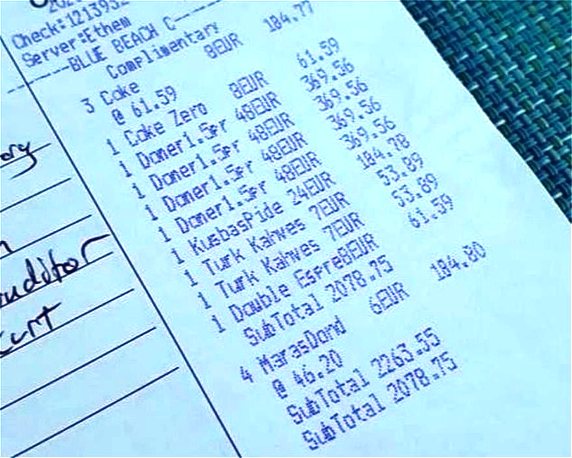 Check:1213932
Server:Ethem
BLUE BEACH C
Complimentary
3 Coke 8EUR 184.77
@ 61.59
1 Coke Zero 8EUR 61.59
1 Doner1.5pr 48EUR 369.56
1 Doner1.5pr 48EUR 369.56
1 Doner1.5pr 48EUR 369.56
1 Doner1.5pr 48EUR 369.56
1 KusbasPide 24EUR 184.78
1 Turk Kahves 7EUR 53.89
1 Turk Kahves 7EUR 53.89
1 Double Espre8EUR 61.59
SubTotal 2078.75
4 MarasDond 6EUR 184.80
@ 46.20
SubTotal 2263.55
SubTotal 2078.75